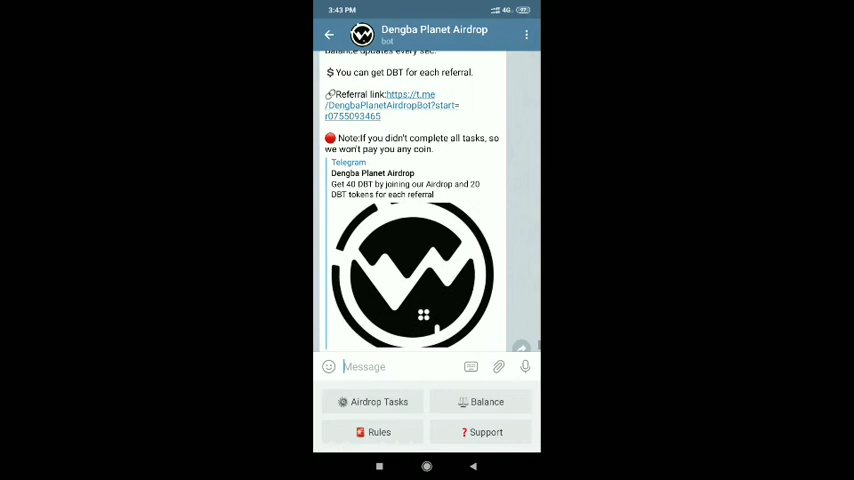 3:43 PM
4G
97
Dengba Planet Airdrop
bot
balance updates every sec.
$You can get DBT for each referral.
🔗Referral link:https://t.me
/DengbaPlanetAirdropBot?start=
r0755093465
🔴 Note:If you didn't complete all tasks, so
we won't pay you any coin.
Telegram
Dengba Planet Airdrop
Get 40 DBT by joining our Airdrop and 20
DBT tokens for each referral
Message
Airdrop Tasks
Balance
Rules
❓Support